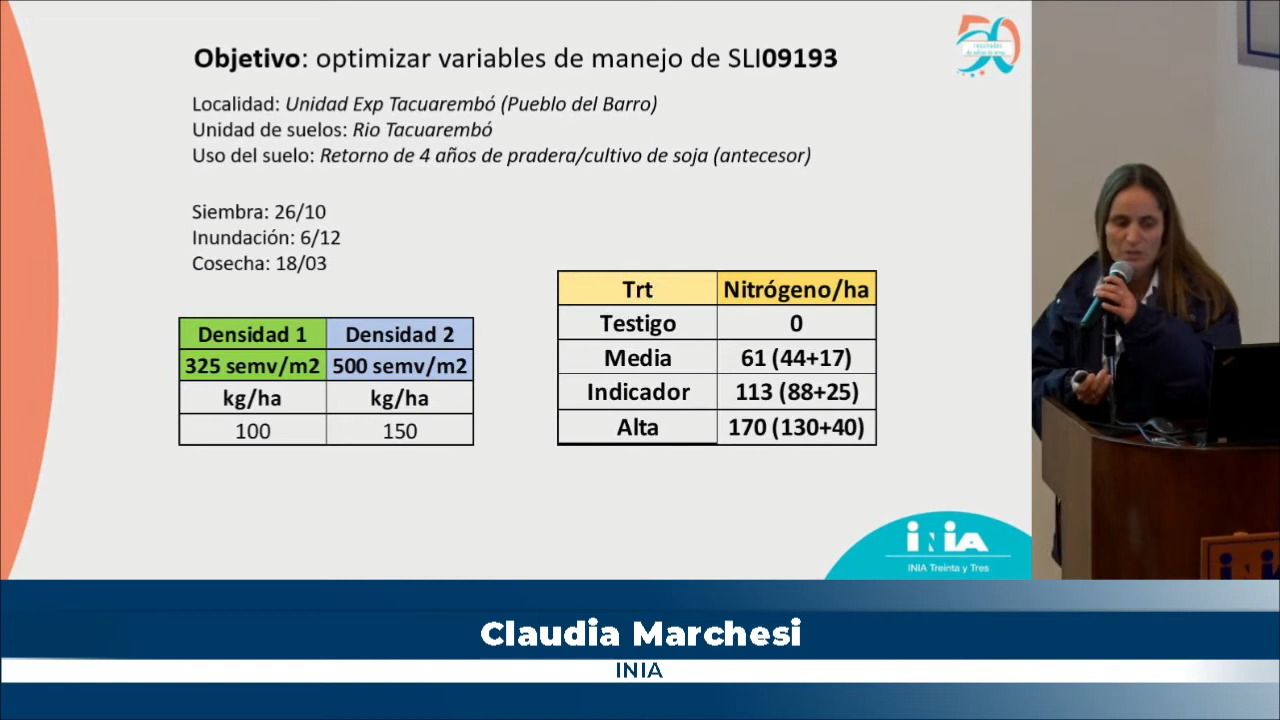 Objetivo: optimizar variables de manejo de SLI09193
Localidad: Unidad Exp Tacuarembó (Pueblo del Barro)
Unidad de suelos: Rio Tacuarembó
Uso del suelo: Retorno de 4 años de pradera/cultivo de soja (antecesor)
Siembra: 26/10
Inundación: 6/12
Cosecha: 18/03
Densidad 1 Densidad 2
325 semv/m2 500 semv/m2
kg/ha kg/ha
100 150
Trt Nitrógeno/ha
Testigo 0
Media 61 (44+17)
Indicador 113 (88+25)
Alta 170 (130+40)
50
INIA
INIA Treinta y Tres
INIA
Claudia Marchesi
INIA